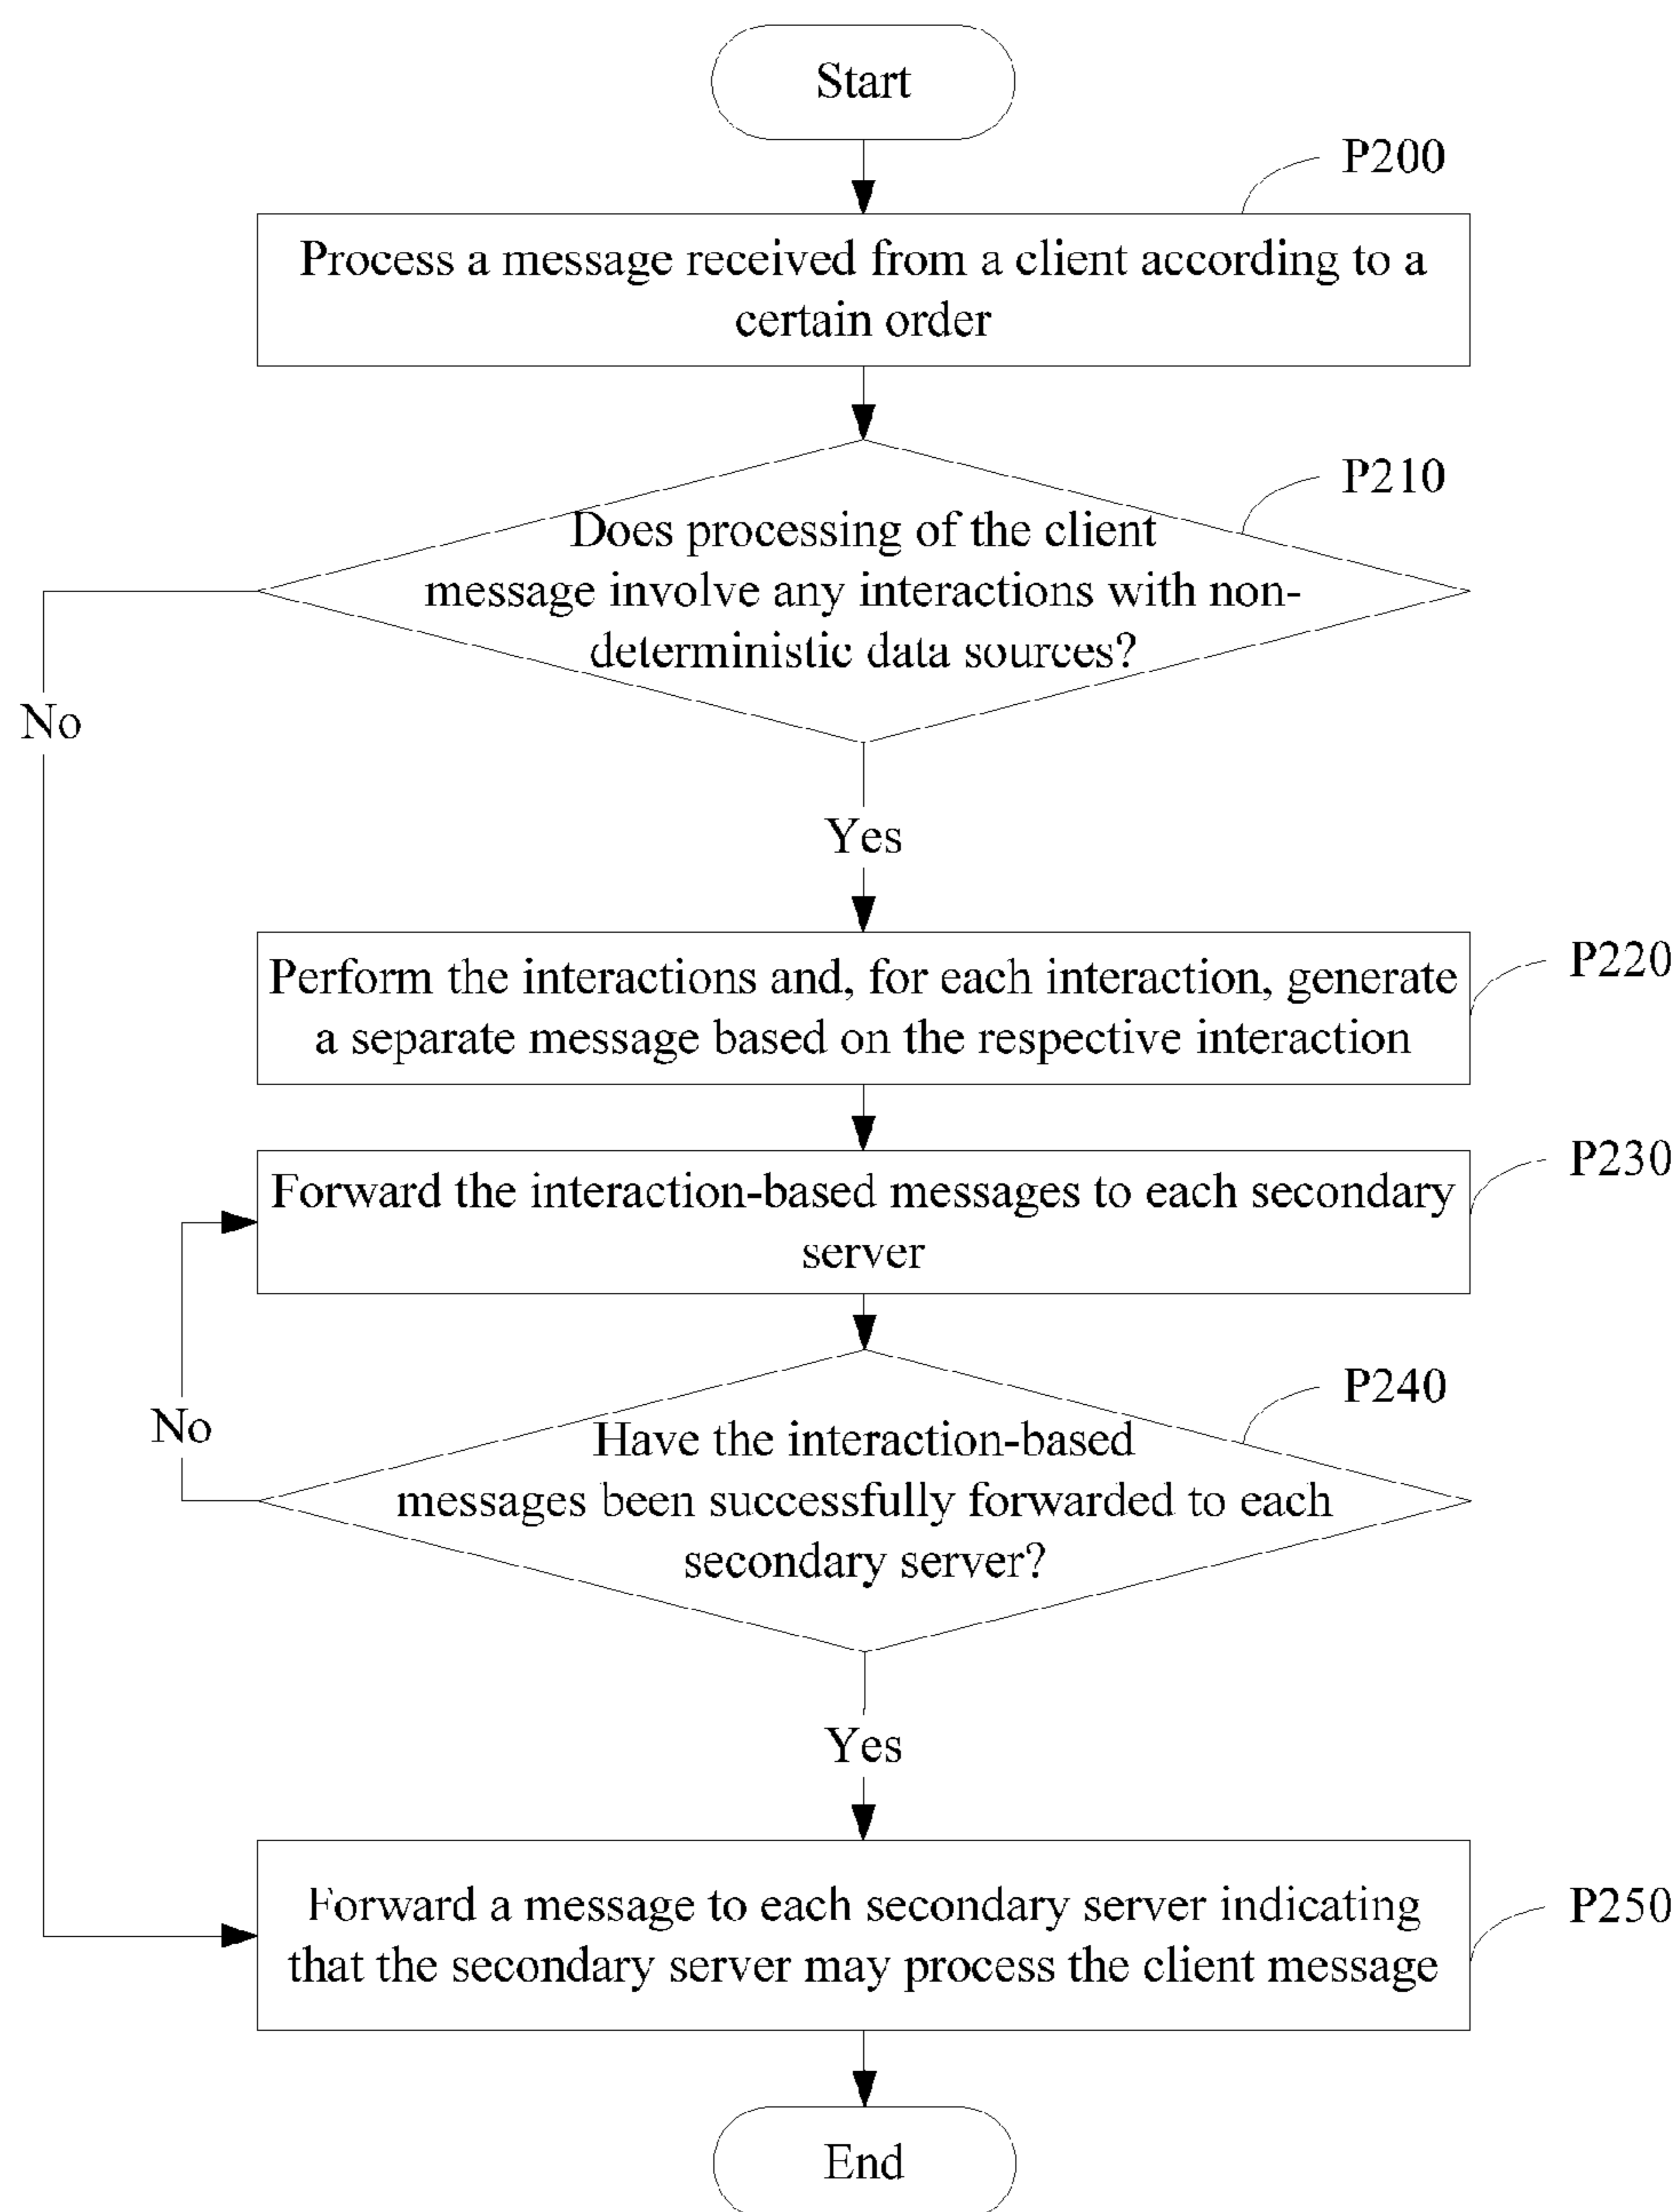 Start
P200
Process a message received from a client according to a
certain order
P210
Does processing of the client
message involve any interactions with non-
deterministic data sources?
No
Yes
P220
Perform the interactions and, for each interaction, generate
a separate message based on the respective interaction
P230
Forward the interaction-based messages to each secondary
server
P240
No
Have the interaction-based
messages been successfully forwarded to each
secondary server?
Yes
P250
Forward a message to each secondary server indicating
that the secondary server may process the client message
End